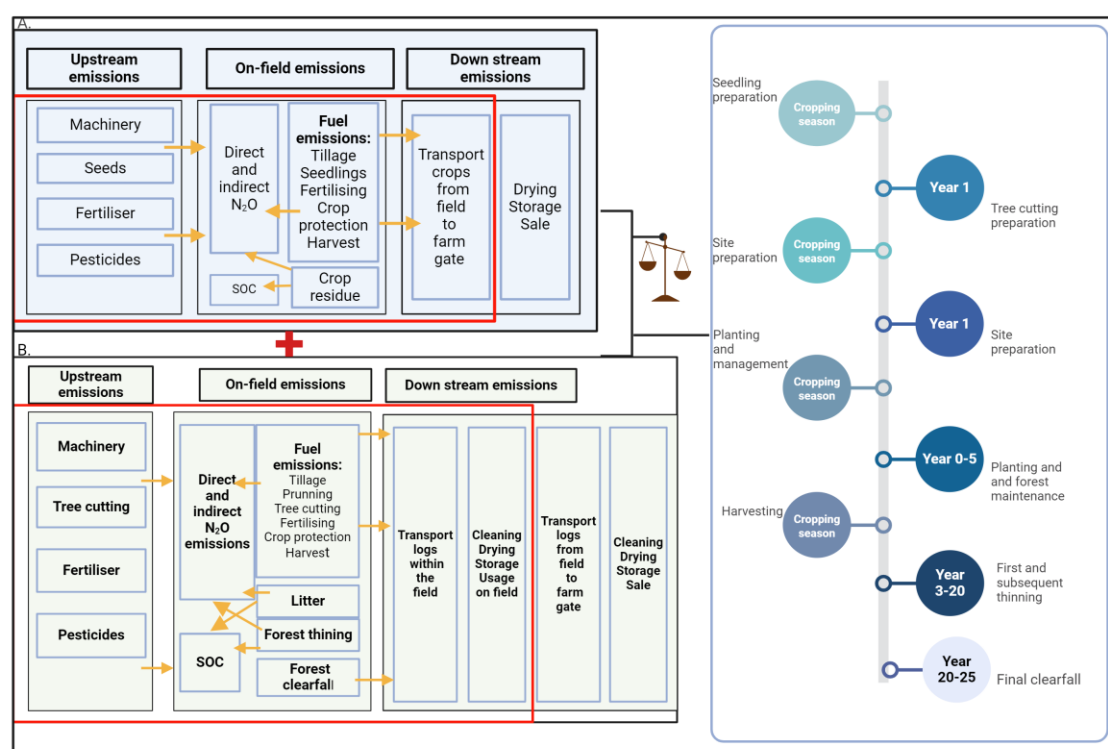 A.
Upstream
emissions
On-field emissions
Down stream
emissions
Machinery
Seeds
Fertiliser
Pesticides
Direct
and
indirect
N₂O
SOC
Fuel
emissions:
Tillage
Seedlings
Fertilising
Crop
protection
Harvest
Crop
residue
Transport
crops
from
field
to
farm
gate
Drying
Storage
Sale
B.
Upstream
emissions
On-field emissions
Down stream emissions
Machinery
Tree cutting
Fertiliser
Pesticides
Direct
and
indirect
N₂O
emissions
SOC
Fuel
emissions:
Tillage
Prunning
Tree cutting
Fertilising
Crop protection
Harvest
Litter
Forest thining
Forest
clearfall
Transport
logs
within
the
field
Cleaning
Drying
Storage
Usage
on field
Transport
logs
from
field
to
farm
gate
Cleaning
Drying
Storage
Sale
Seedling
preparation
Cropping
season
Year 1
Tree cutting
preparation
Site
preparation
Cropping
season
Year 1
Site
preparation
Planting
and
management
Cropping
season
Year 0-5
Planting and
and forest
maintenance
Harvesting
Cropping
season
Year
3-20
First and
subsequent
thinning
Year
20-25
Final clearfall